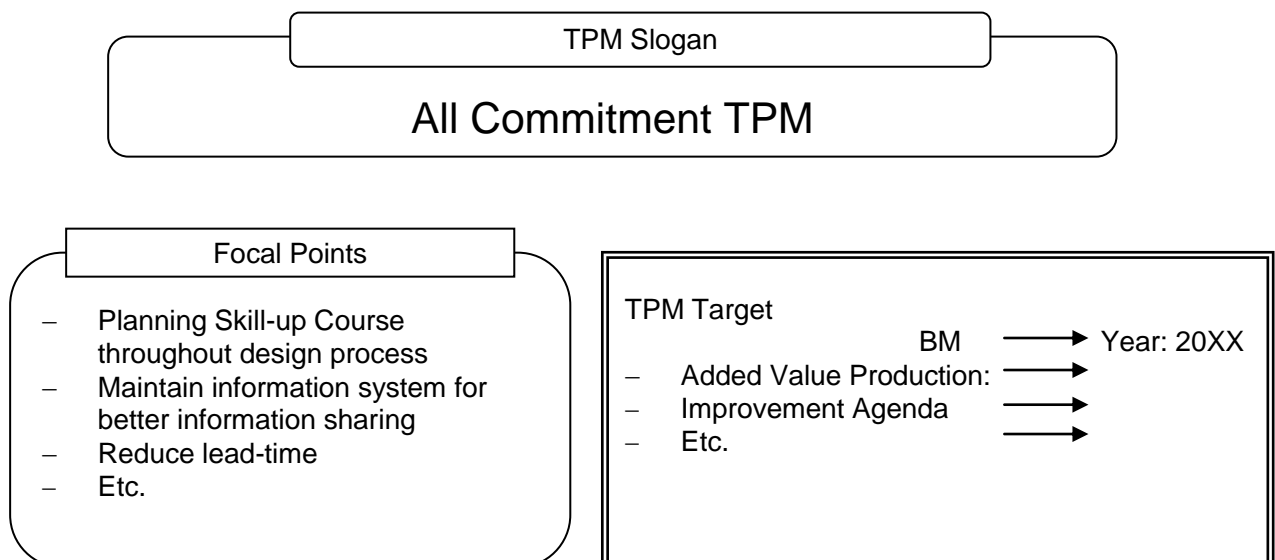 TPM Slogan
All Commitment TPM
Focal Points
– Planning Skill-up Course
throughout design process
– Maintain information system for
better information sharing
– Reduce lead-time
– Etc.
TPM Target
BM Year: 20XX
– Added Value Production:
– Improvement Agenda
– Etc.